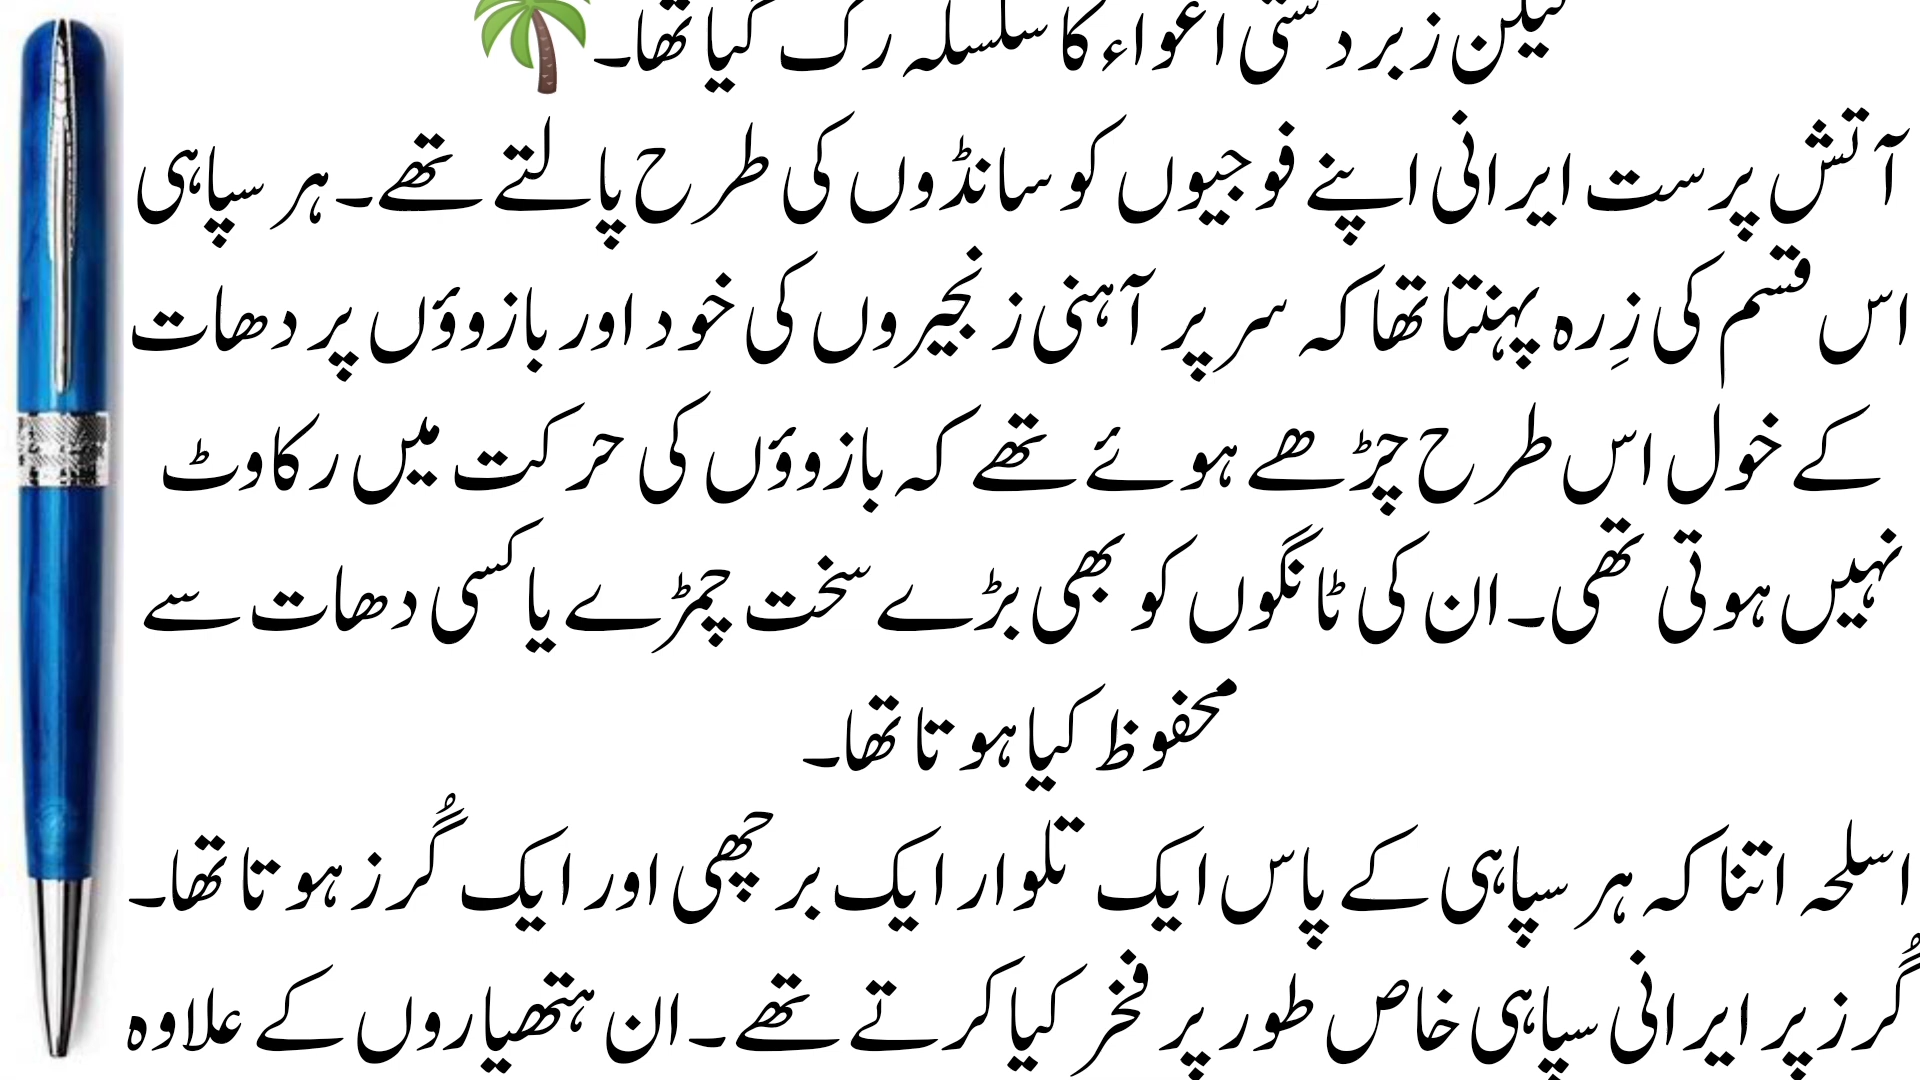 لیکن زبردستی اغواء کا سلسلہ رک گیا تھا۔🌴
آتش پرست ایرانی اپنے فوجیوں کو سانڈوں کی طرح پالتے تھے۔ ہر سپاہی
اس قسم کی زِرہ پہنتا تھا کہ سر پر آہنی زنجیروں کی خود اور بازوؤں پر دھات
کے خول اس طرح چڑھے ہوئے تھے کہ بازوؤں کی حرکت میں رکاوٹ
نہیں ہوتی تھی۔ ان کی ٹانگوں کو بھی بڑے سخت چمڑے یا کسی دھات سے
محفوظ کیا ہوتا تھا۔
اسلحہ اتنا کہ ہر سپاہی کے پاس ایک تلوار ایک برچھی اور ایک گُرز ہوتا تھا۔
گُرز پر ایرانی سپاہی خاص طور پر فخر کیا کرتے تھے۔ ان ہتھیاروں کے علاوہ